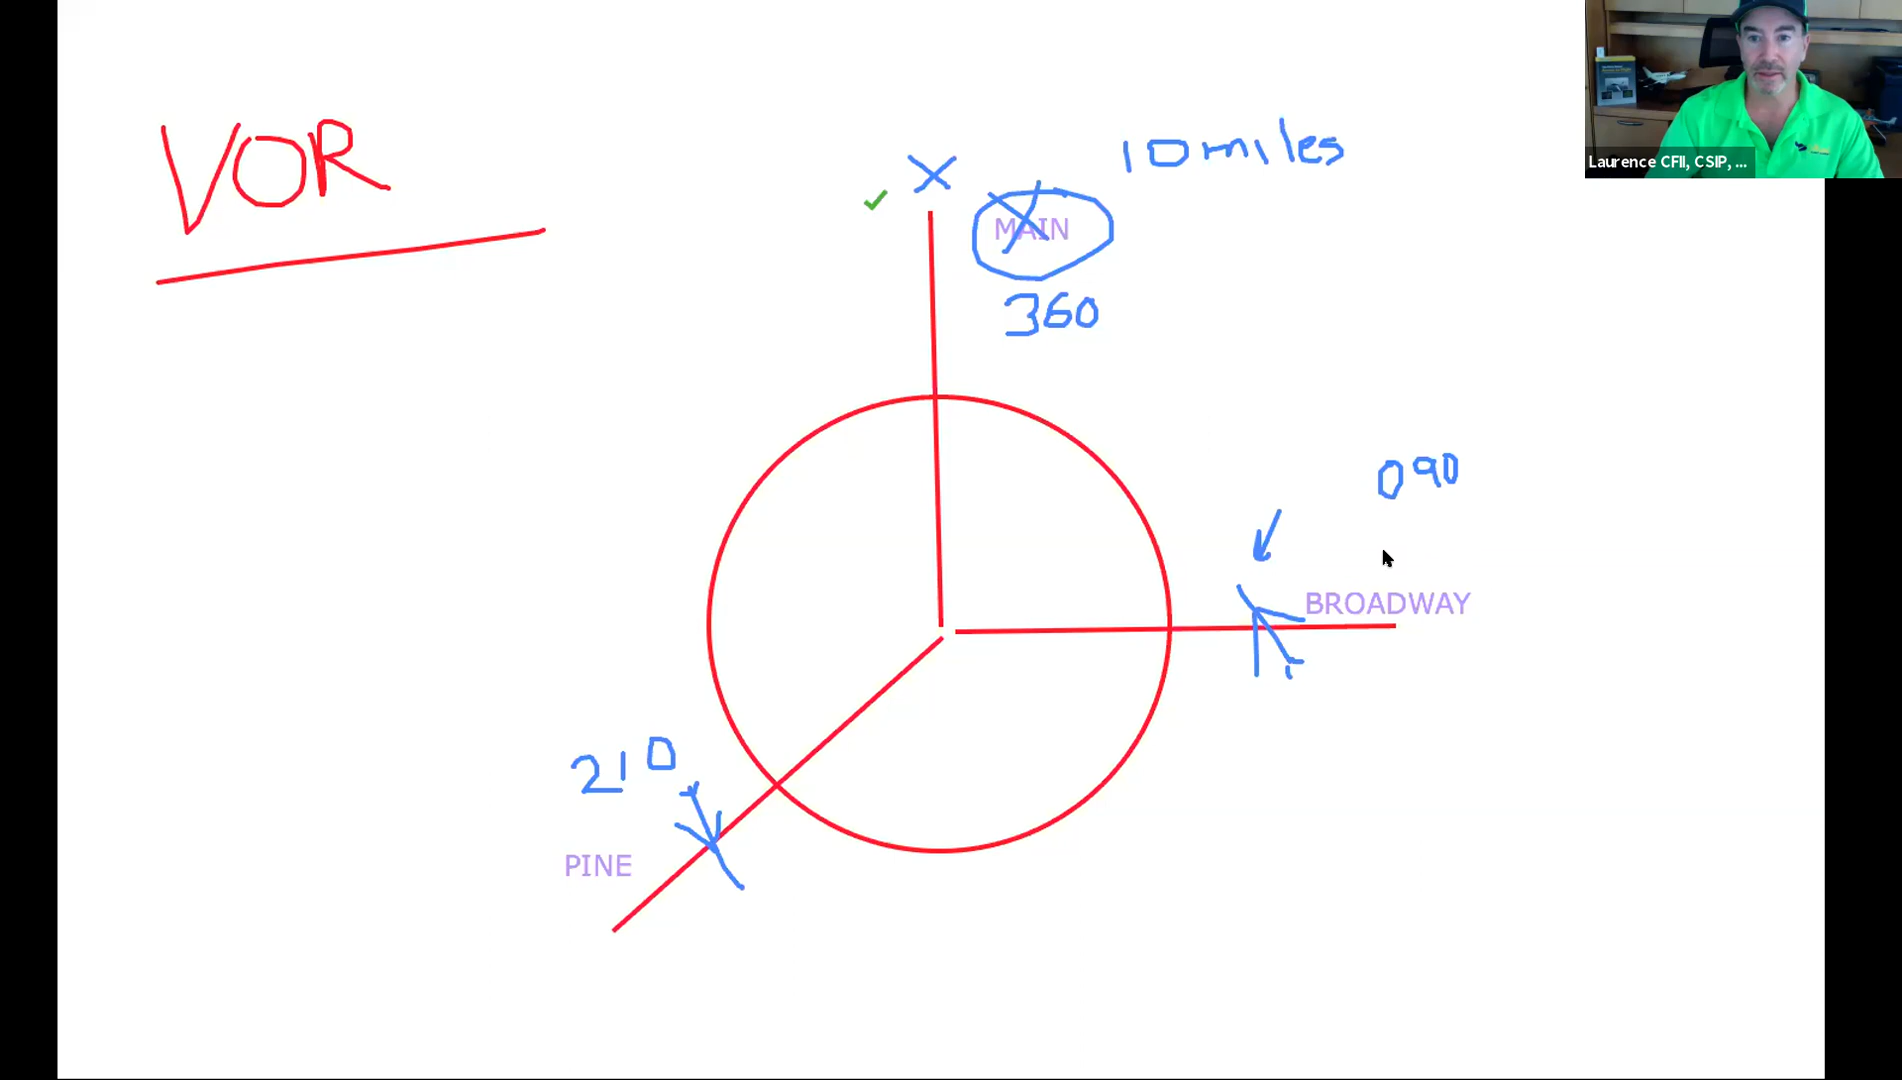 VOR
10 miles
MAIN
360
090
BROADWAY
210
PINE
Laurence CFII, CSIP, ...